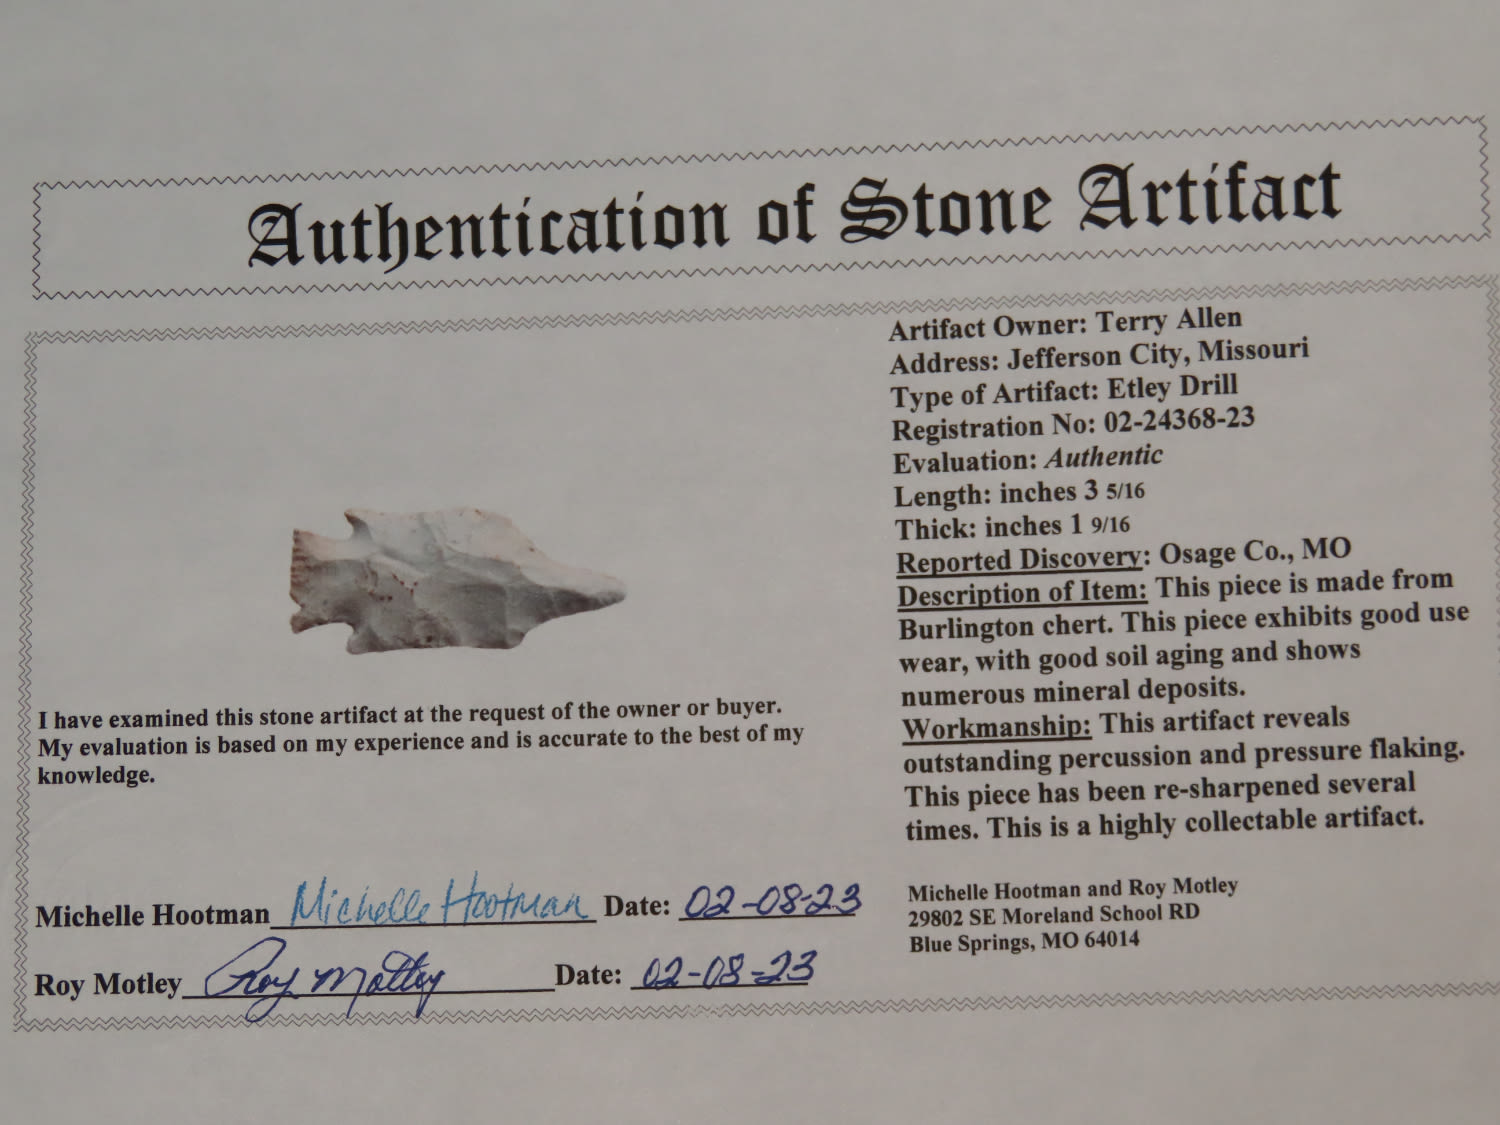 Authentication of Stone Artifact
Artifact Owner: Terry Allen
Address: Jefferson City, Missouri
Type of Artifact: Etley Drill
Registration No: 02-24368-23
Evaluation: Authentic
Length: inches 3 5/16
Thick: inches 1 9/16
Reported Discovery: Osage Co., MO
Description of Item: This piece is made from
Burlington chert. This piece exhibits good use
wear, with good soil aging and shows
numerous mineral deposits.
Workmanship: This artifact reveals
outstanding percussion and pressure flaking.
This piece has been re-sharpened several
times. This is a highly collectable artifact.
I have examined this stone artifact at the request of the owner or buyer.
My evaluation is based on my experience and is accurate to the best of my
knowledge.
Michelle Hootman Michelle Hootman Date: 02-08-23
Roy Motley Roy Motley Date: 02-08-23
Michelle Hootman and Roy Motley
29802 SE Moreland School RD
Blue Springs, MO 64014